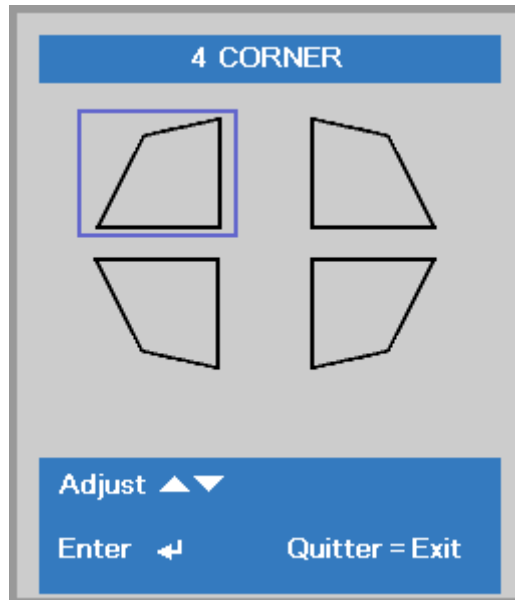 4 CORNER
Adjust ▲▼
Enter ↵
Quitter = Exit